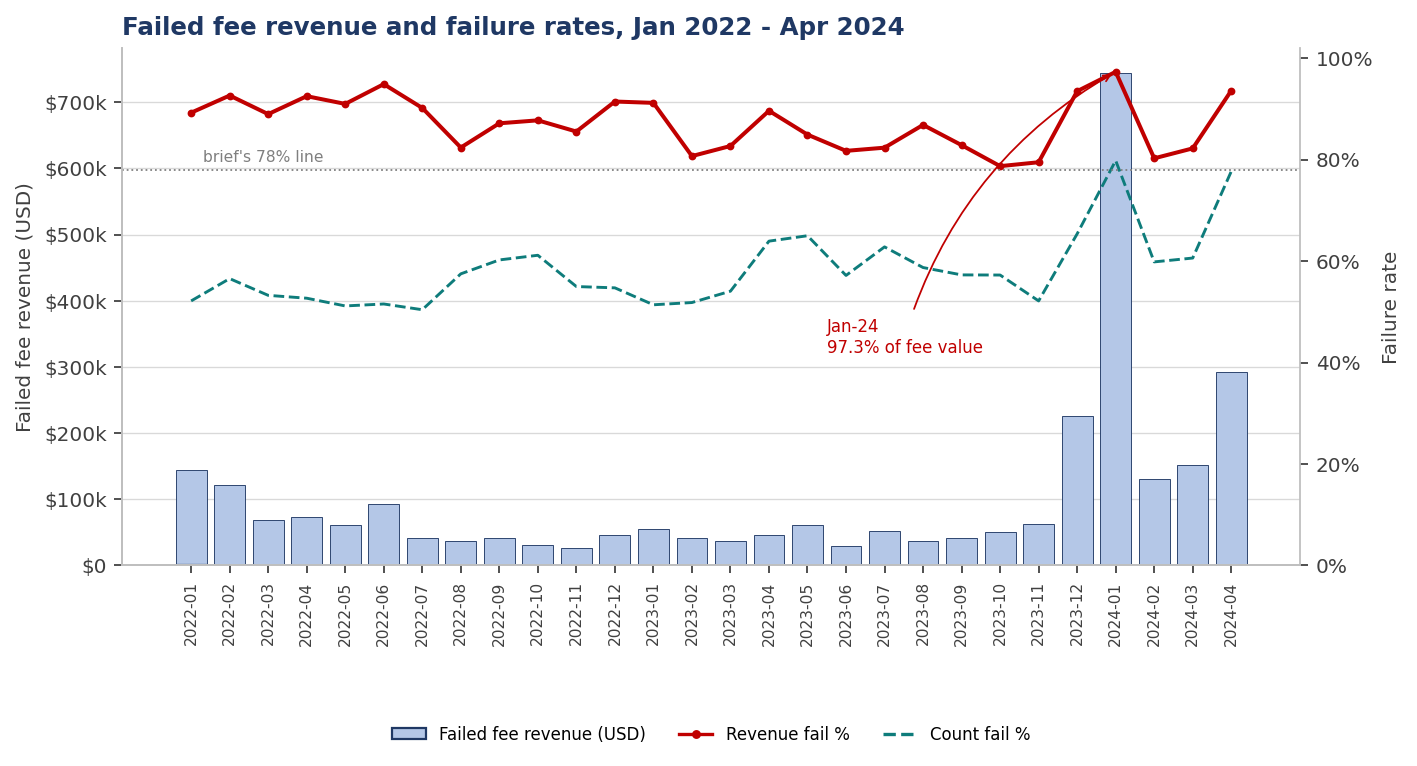 Failed fee revenue and failure rates, Jan 2022 - Apr 2024
Failed fee revenue (USD)
$700k
$600k
$500k
$400k
$300k
$200k
$100k
$0
brief's 78% line
Jan-24
97.3% of fee value
100%
80%
60%
40%
20%
0%
Failure rate
2022-01
2022-02
2022-03
2022-04
2022-05
2022-06
2022-07
2022-08
2022-09
2022-10
2022-11
2022-12
2023-01
2023-02
2023-03
2023-04
2023-05
2023-06
2023-07
2023-08
2023-09
2023-10
2023-11
2023-12
2024-01
2024-02
2024-03
2024-04
Failed fee revenue (USD)
Revenue fail %
Count fail %